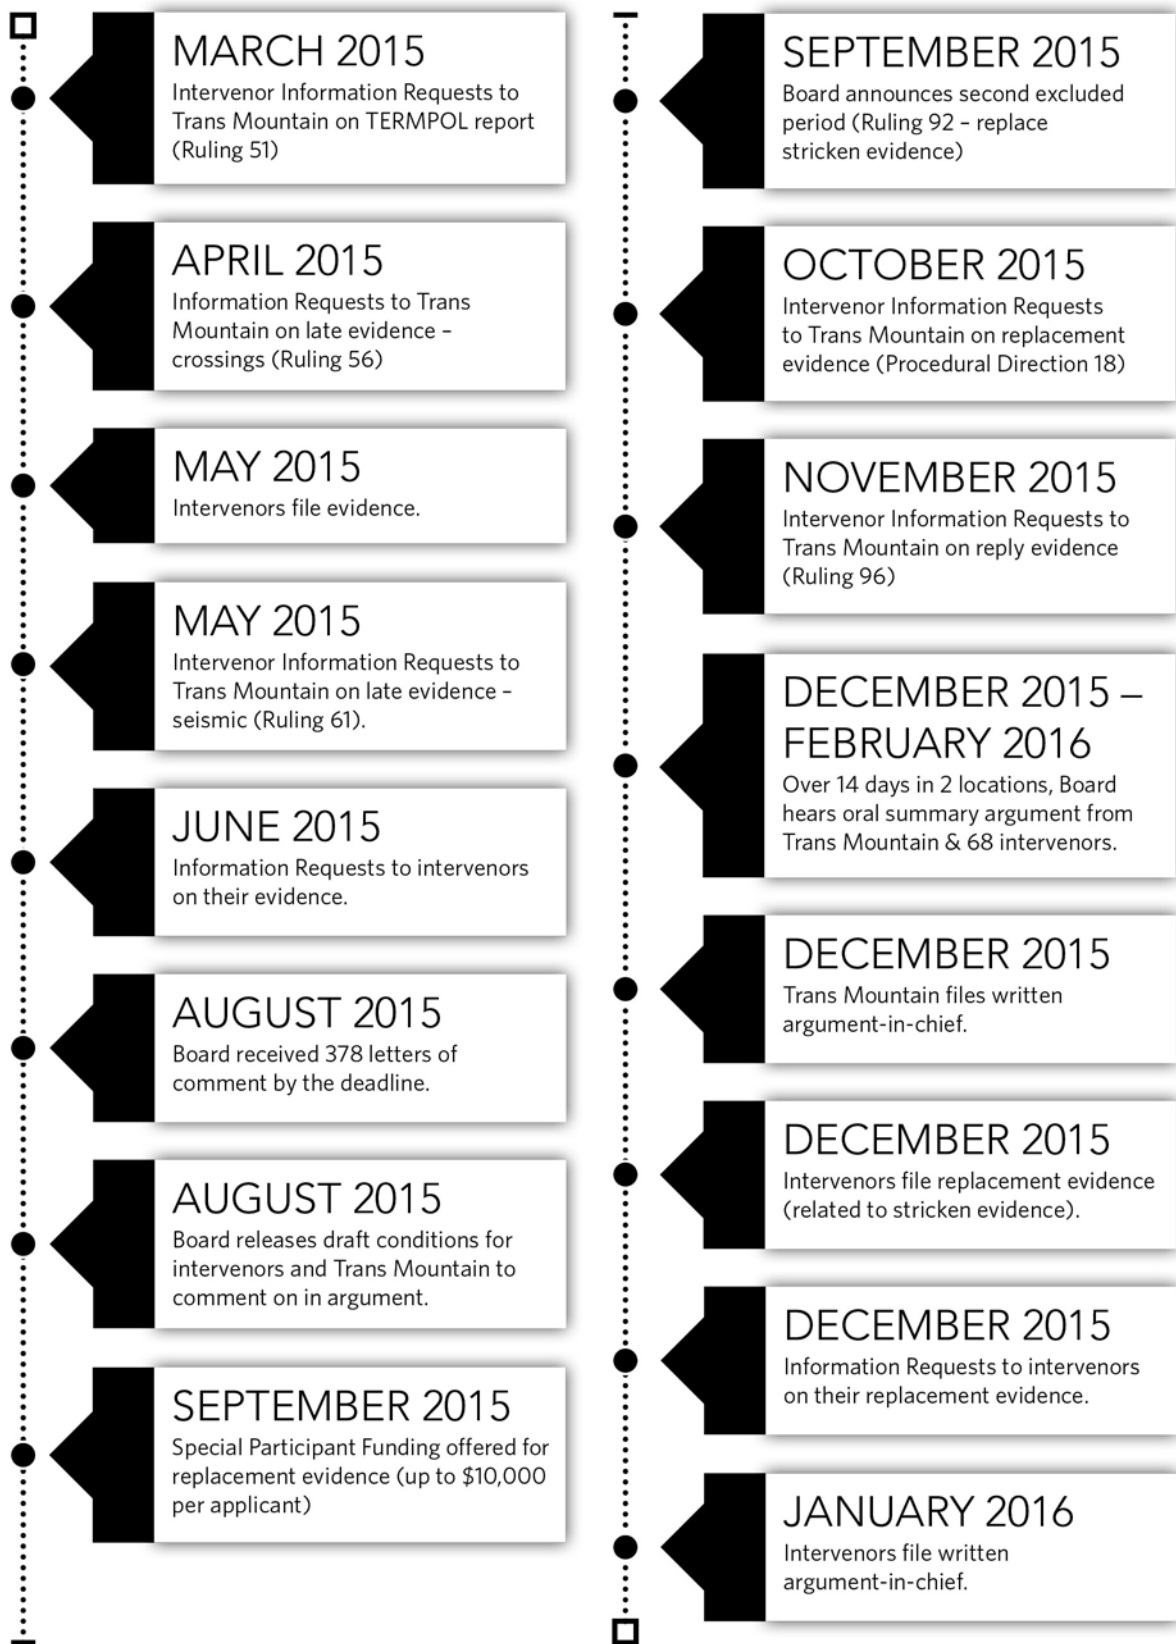 MARCH 2015
Intervenor Information Requests to
Trans Mountain on TERMPOL report
(Ruling 51)
APRIL 2015
Information Requests to Trans
Mountain on late evidence –
crossings (Ruling 56)
MAY 2015
Intervenors file evidence.
MAY 2015
Intervenor Information Requests to
Trans Mountain on late evidence –
seismic (Ruling 61).
JUNE 2015
Information Requests to intervenors
on their evidence.
AUGUST 2015
Board received 378 letters of
comment by the deadline.
AUGUST 2015
Board releases draft conditions for
intervenors and Trans Mountain to
comment on in argument.
SEPTEMBER 2015
Special Participant Funding offered for
replacement evidence (up to $10,000
per applicant)
SEPTEMBER 2015
Board announces second excluded
period (Ruling 92 – replace
stricken evidence)
OCTOBER 2015
Intervenor Information Requests
to Trans Mountain on replacement
evidence (Procedural Direction 18)
NOVEMBER 2015
Intervenor Information Requests to
Trans Mountain on reply evidence
(Ruling 96)
DECEMBER 2015 –
FEBRUARY 2016
Over 14 days in 2 locations, Board
hears oral summary argument from
Trans Mountain & 68 intervenors.
DECEMBER 2015
Trans Mountain files written
argument-in-chief.
DECEMBER 2015
Intervenors file replacement evidence
(related to stricken evidence).
DECEMBER 2015
Information Requests to intervenors
on their replacement evidence.
JANUARY 2016
Intervenors file written
argument-in-chief.